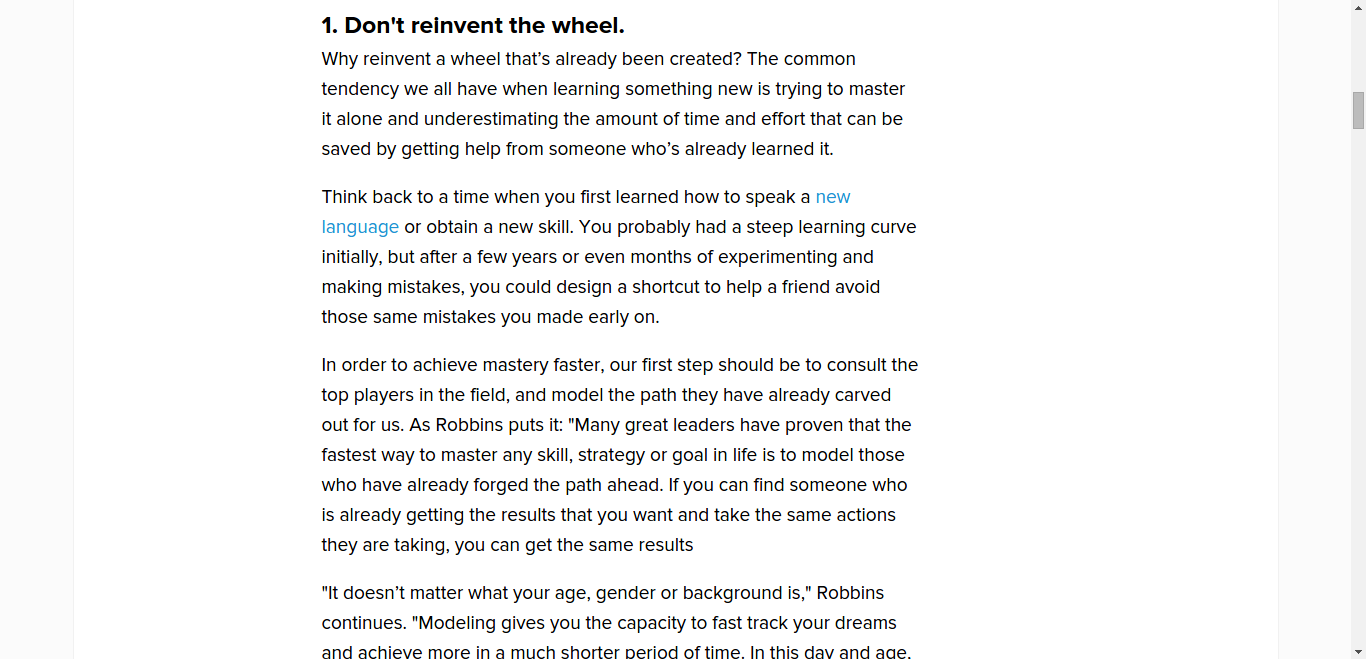 1. Don't reinvent the wheel.
Why reinvent a wheel that’s already been created? The common
tendency we all have when learning something new is trying to master
it alone and underestimating the amount of time and effort that can be
saved by getting help from someone who’s already learned it.
Think back to a time when you first learned how to speak a new
language or obtain a new skill. You probably had a steep learning curve
initially, but after a few years or even months of experimenting and
making mistakes, you could design a shortcut to help a friend avoid
those same mistakes you made early on.
In order to achieve mastery faster, our first step should be to consult the
top players in the field, and model the path they have already carved
out for us. As Robbins puts it: "Many great leaders have proven that the
fastest way to master any skill, strategy or goal in life is to model those
who have already forged the path ahead. If you can find someone who
is already getting the results that you want and take the same actions
they are taking, you can get the same results
"It doesn’t matter what your age, gender or background is," Robbins
continues. "Modeling gives you the capacity to fast track your dreams
and achieve more in a much shorter period of time. In this day and age,